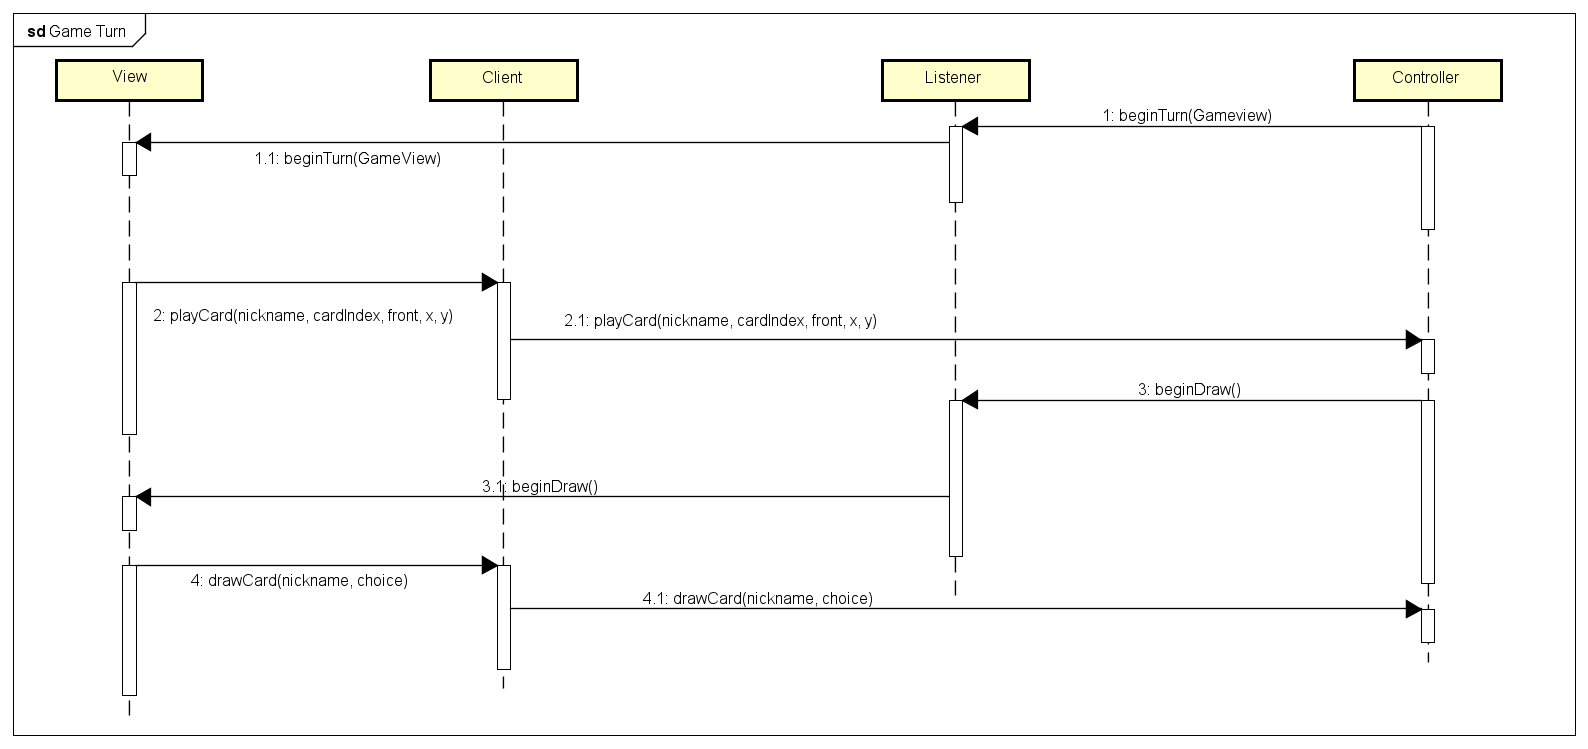 sd Game Turn
View
Client
Listener
Controller
1: beginTurn(Gameview)
1.1: beginTurn(GameView)
2: playCard(nickname, cardIndex, front, x, y)
2.1: playCard(nickname, cardIndex, front, x, y)
3: beginDraw()
3.1: beginDraw()
4: drawCard(nickname, choice)
4.1: drawCard(nickname, choice)